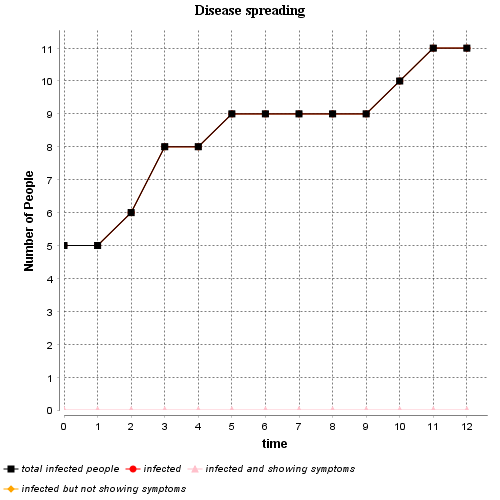 Disease spreading
Number of People
11
10
9
8
7
6
5
4
3
2
1
0
0 1 2 3 4 5 6 7 8 9 10 11 12
time
total infected people infected infected and showing symptoms
infected but not showing symptoms